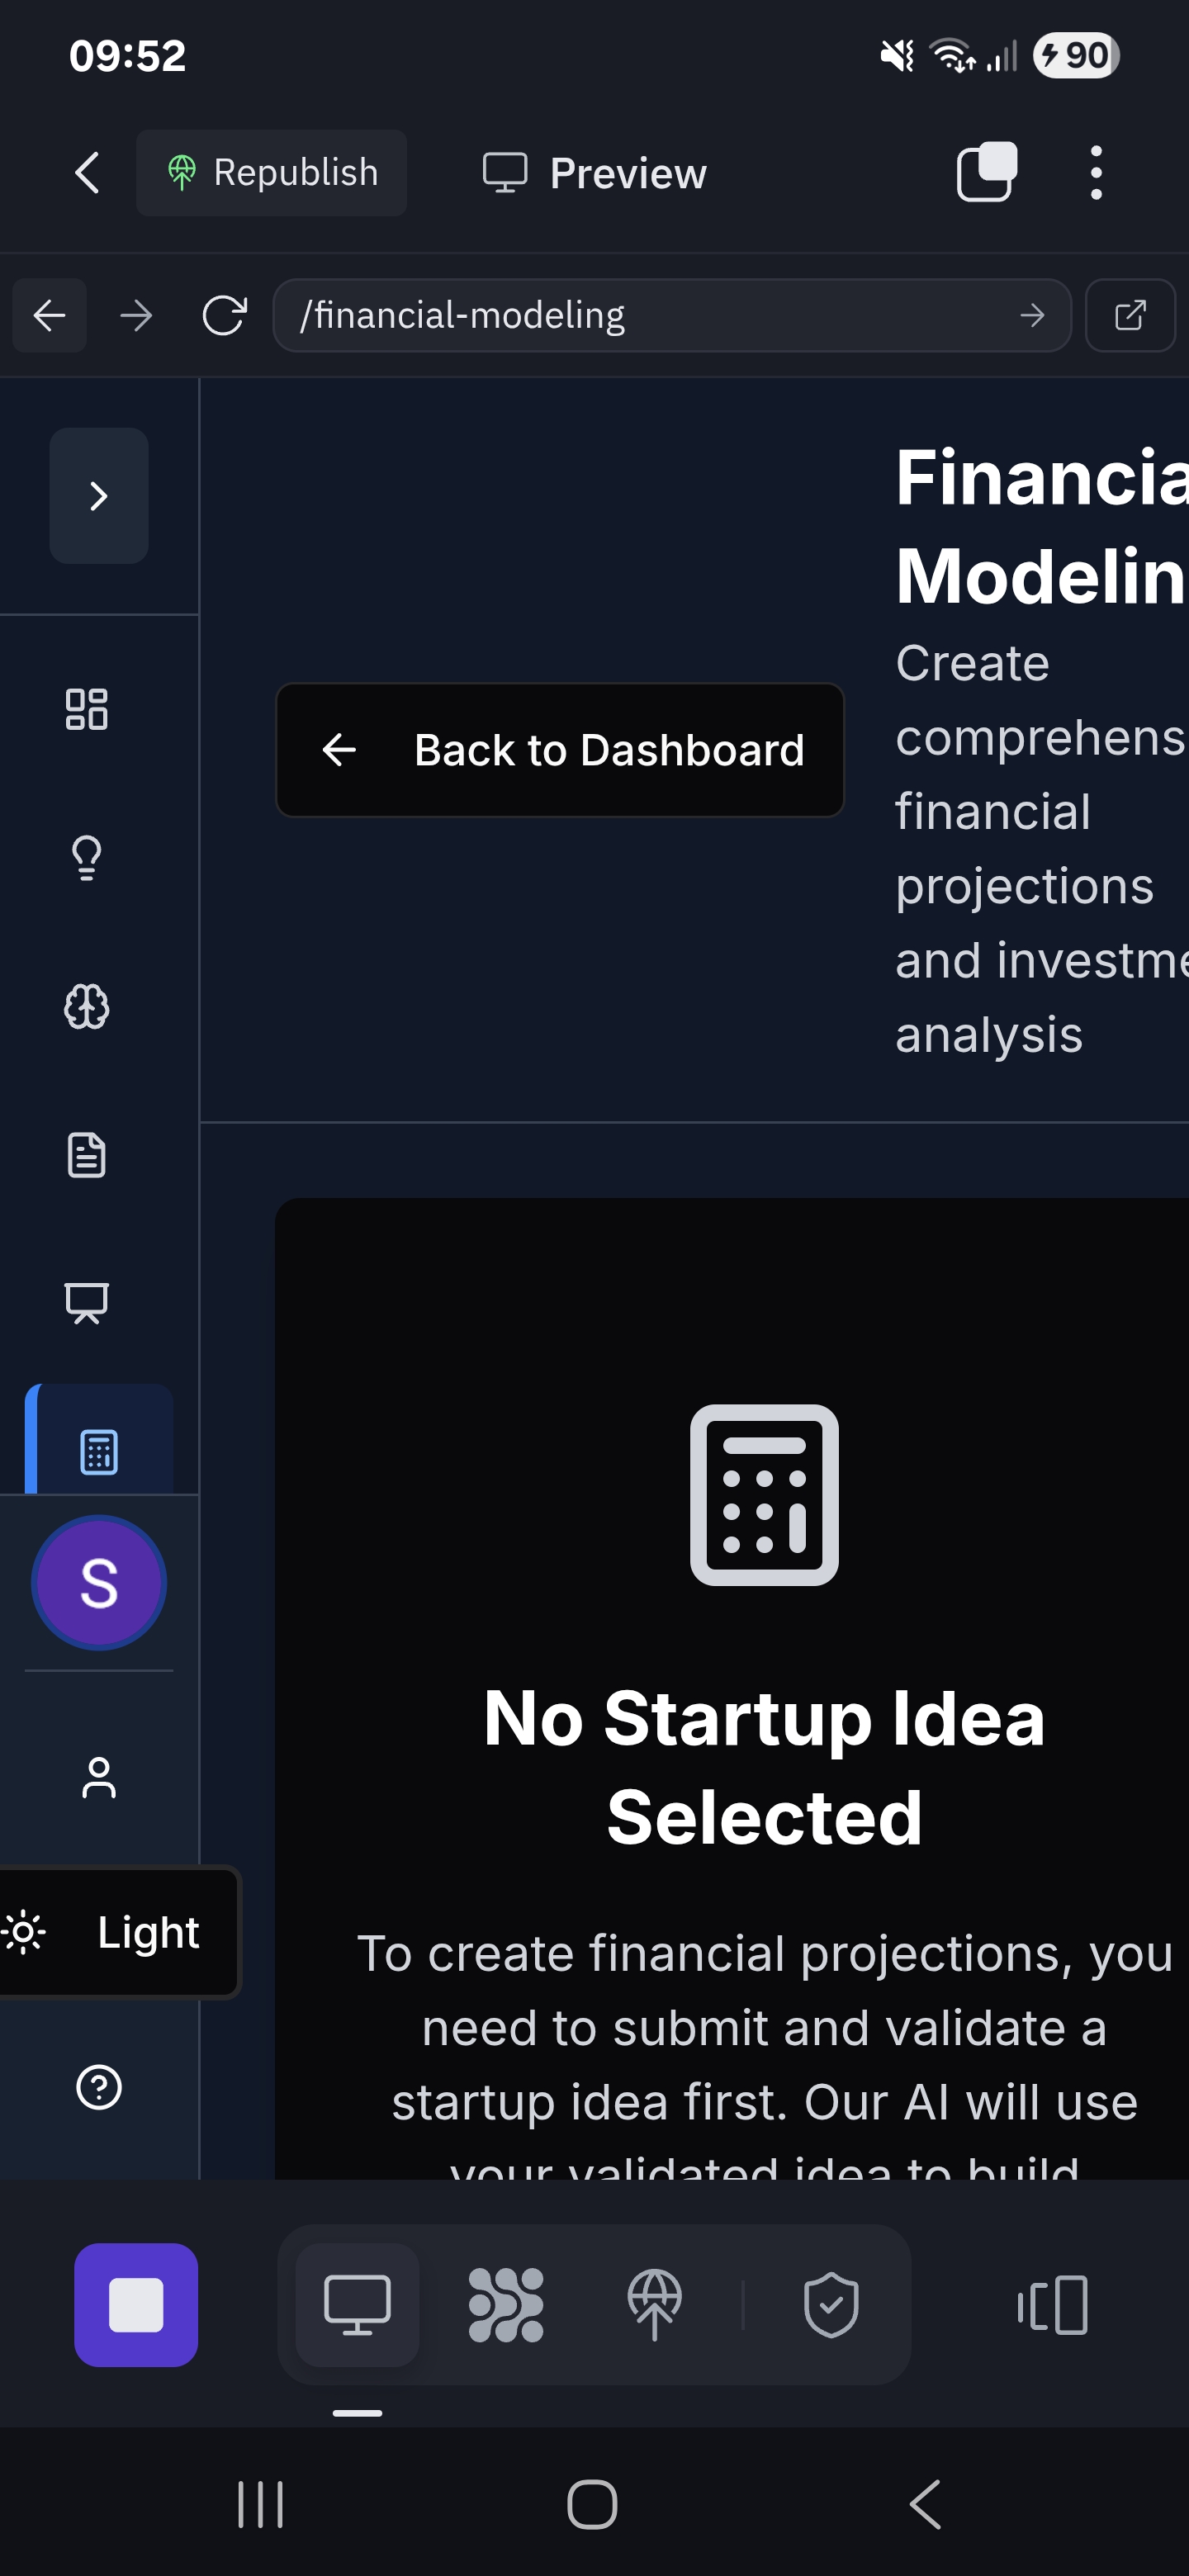 09:52
90
Republish
Preview
/financial-modeling
Financia
Modelin
Create
comprehens
financial
projections
and investme
analysis
Back to Dashboard
S
No Startup Idea
Selected
Light
To create financial projections, you
need to submit and validate a
startup idea first. Our AI will use
your validated idea to build